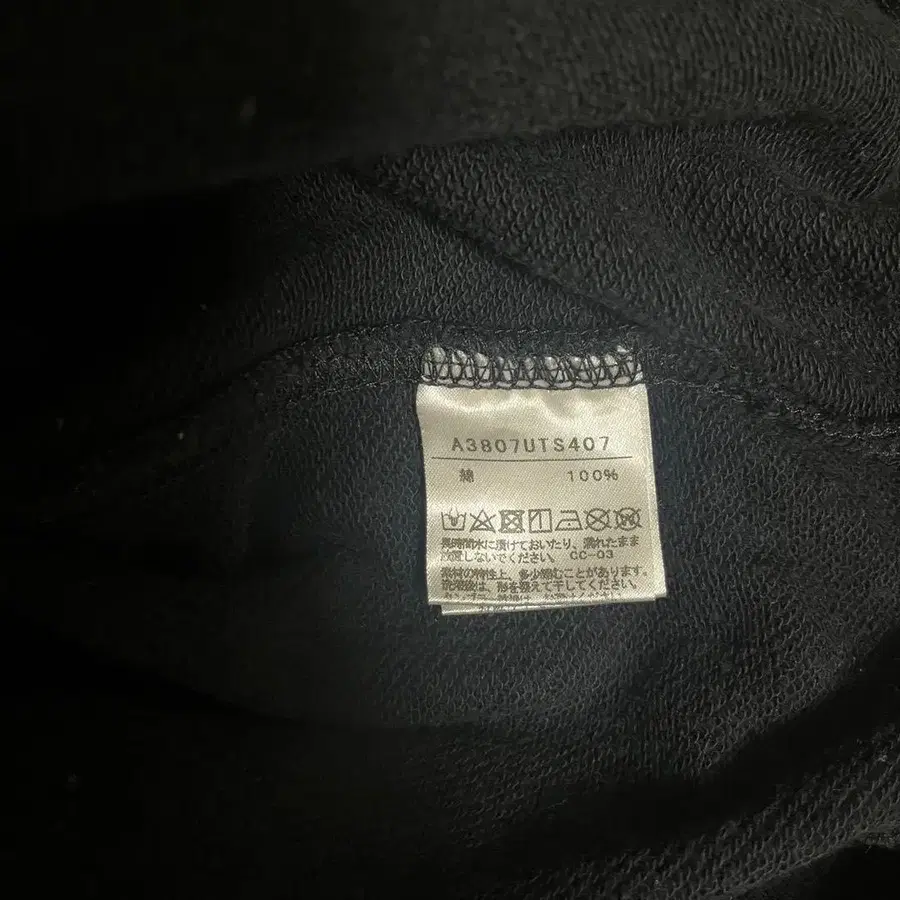 A3807UTS407
綿 100%
長時間水に漬けておいたり、濡れたまま
放置しないでください。 CC-03
素材の特性上、多少縮むことがあります。
洗濯後は、形を整えて干してください。